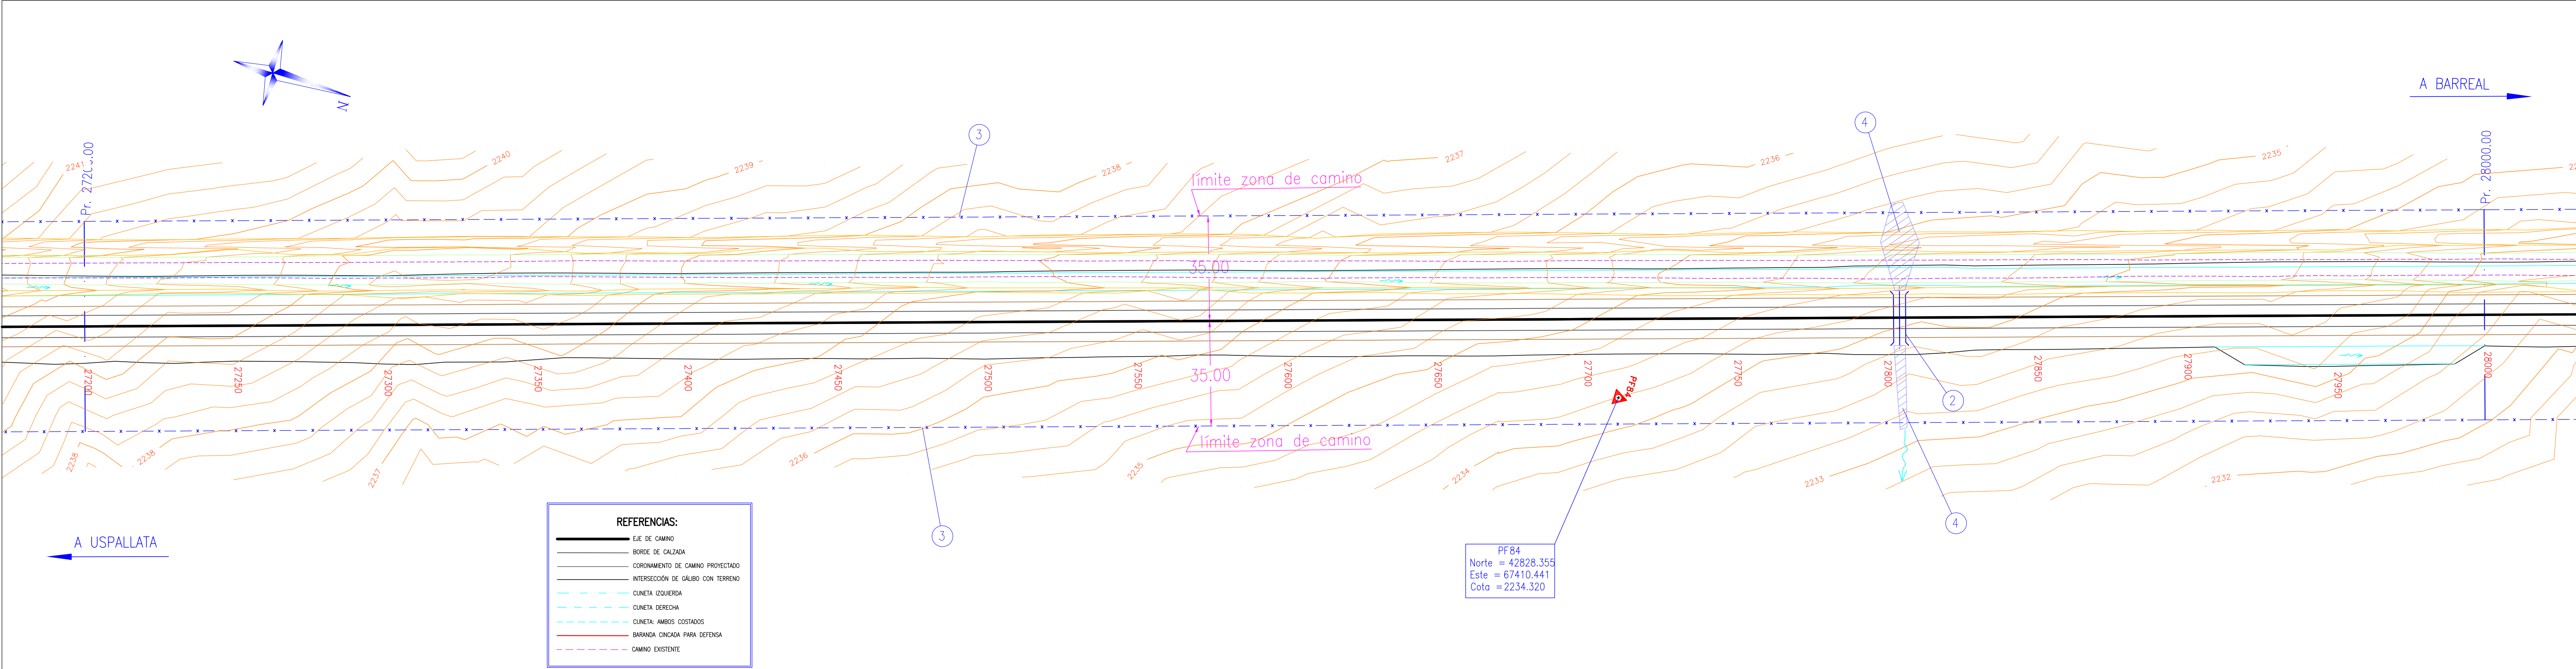 A BARREAL
N
Pr. 28000.00
3
4
2241
2240
2239
2238
2237
2236
2235
límite zona de camino
35.00
27200
27250
27300
27350
27400
27450
27500
27550
27600
27650
27700
27750
27800
27850
27900
27950
28000
35.00
PF84
2
límite zona de camino
2238
2238
2237
2236
2235
2234
2233
2232
3
4
A USPALLATA
REFERENCIAS:
EJE DE CAMINO
BORDE DE CALZADA
CORONAMIENTO DE CAMINO PROYECTADO
INTERSECCIÓN DE GÁLIBO CON TERRENO
CUNETA IZQUIERDA
CUNETA DERECHA
CUNETA: AMBOS COSTADOS
BARANDA CINCADA PARA DEFENSA
CAMINO EXISTENTE
PF84
Norte = 42828.355
Este = 67410.441
Cota =2234.320